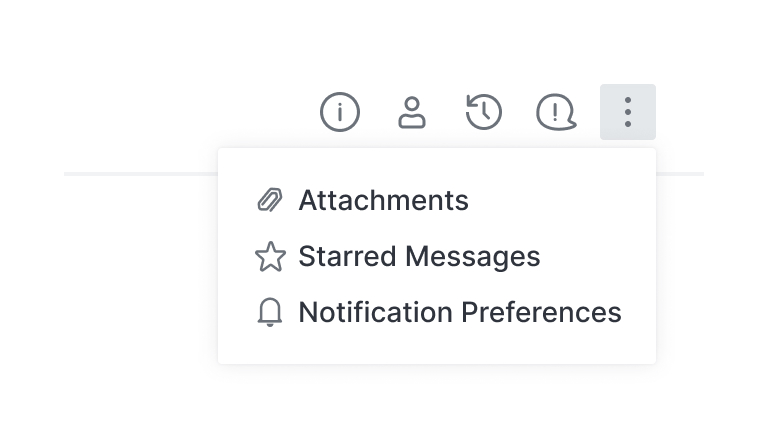 Attachments
Starred Messages
Notification Preferences